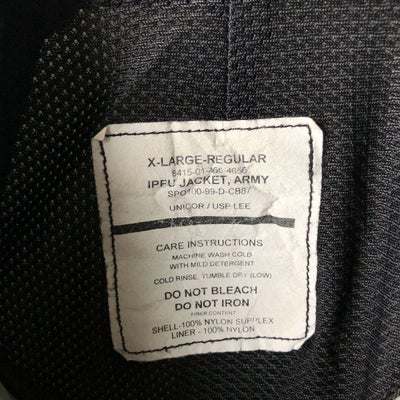 X-LARGE-REGULAR
8415-01-465-4656
IPFU JACKET, ARMY
SPO100-99-D-CB87
UNICOR / USP LEE
CARE INSTRUCTIONS
MACHINE WASH COLD
WITH MILD DETERGENT
COLD RINSE, TUMBLE DRY (LOW)
DO NOT BLEACH
DO NOT IRON
FIBER CONTENT
SHELL-100% NYLON SUPPLEX
LINER - 100% NYLON